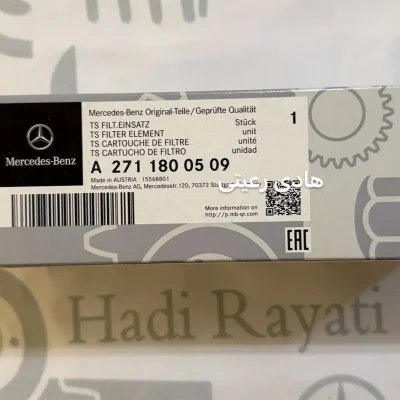 Mercedes-Benz Original-Teile/Geprüfte Qualität
TS FILT.EINSATZ Stück 1
TS FILTER ELEMENT unit
TS CARTOUCHE DE FILTRE unité
TS CARTUCHO DE FILTRO unidad
Mercedes-Benz
A 271 180 05 09
هادی رعیتی
Made in AUSTRIA 15568801
Mercedes-Benz AG, Mercedesstr.120, 70372
More information on
http://p.mb-qr.com
EAC
Hadi Rayati